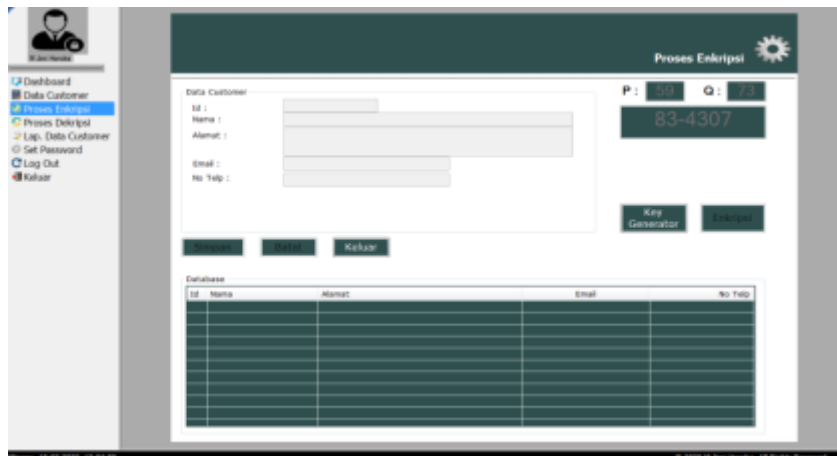 Dashboard
Data Customer
Proses Enkripsi
Proses Dekripsi
Lap. Data Customer
Set Password
Log Out
Keluar
Proses Enkripsi
P : 59 Q : 73
83-4307
Data Customer
Id :
Nama :
Alamat :
Email :
No Telp :
Key
Generator
Enkripsi
Simpan Batal Keluar
Database
Id Nama Alamat Email No Telp